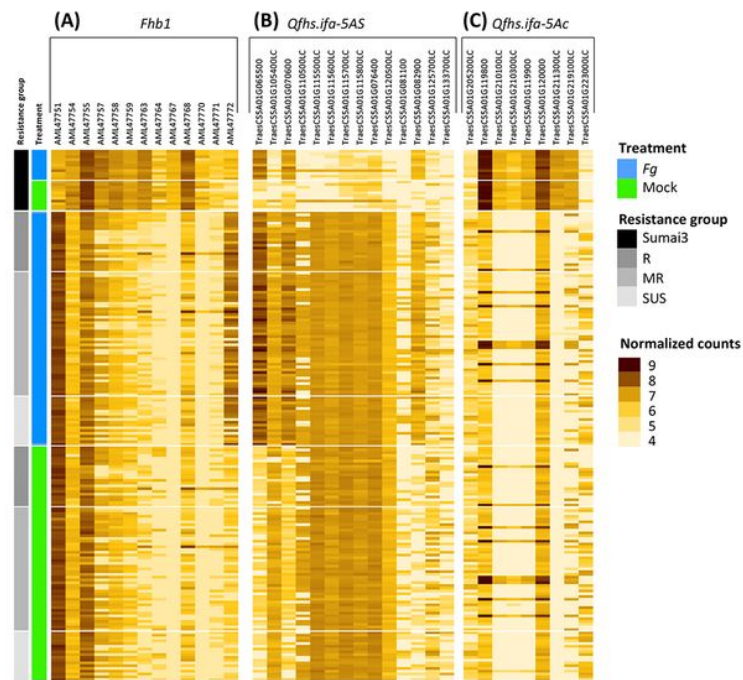 (A) Fhb1
(B) Qfhs.ifa-5AS
(C) Qfhs.ifa-5Ac
Resistance group
Treatment
AML47751
AML47754
AML47755
AML47757
AML47758
AML47759
AML47763
AML47764
AML47767
AML47768
AML47770
AML47771
AML47772
TraesCS5A01G065500
TraesCS5A01G105400LC
TraesCS5A01G070600
TraesCS5A01G110500LC
TraesCS5A01G115500LC
TraesCS5A01G115600LC
TraesCS5A01G115700LC
TraesCS5A01G115800LC
TraesCS5A01G076400
TraesCS5A01G120500LC
TraesCS5A01G081100
TraesCS5A01G082900
TraesCS5A01G125700LC
TraesCS5A01G133700LC
TraesCS5A01G205200LC
TraesCS5A01G119800
TraesCS5A01G210100LC
TraesCS5A01G210300LC
TraesCS5A01G119900
TraesCS5A01G120000
TraesCS5A01G211300LC
TraesCS5A01G219100LC
TraesCS5A01G223000LC
Treatment
Fg
Mock
Resistance group
Sumai3
R
MR
SUS
Normalized counts
9
8
7
6
5
4